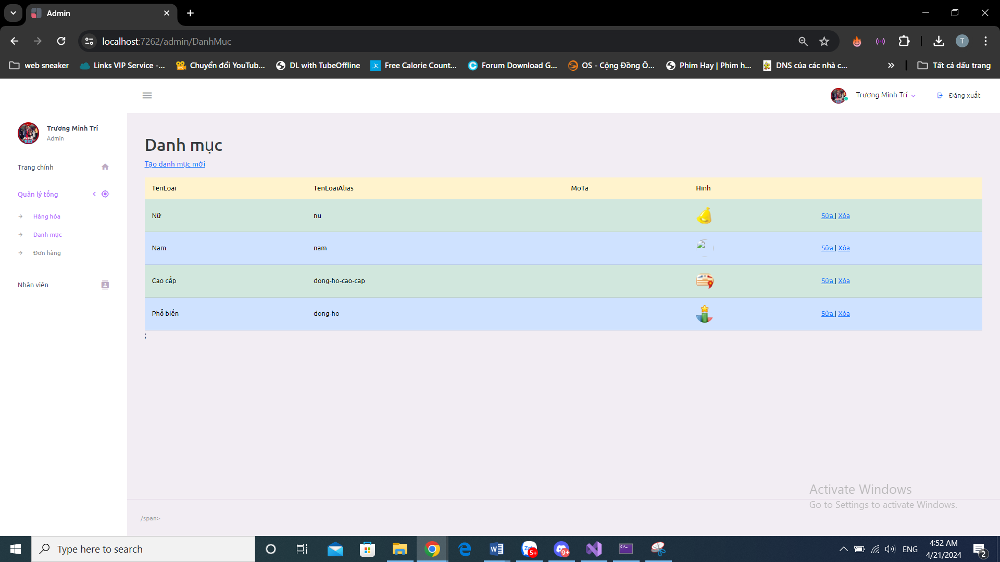 Admin
localhost:7262/admin/DanhMuc
T
web sneaker
Links VIP Service -...
Chuyển đổi YouTub...
DL with TubeOffline
Free Calorie Count...
Forum Download G...
OS - Cộng Đồng Ô...
Phim Hay | Phim h...
DNS của các nhà c...
Tất cả dấu trang
Trương Minh Trí
Đăng xuất
Trương Minh Trí
Admin
Trang chính
Quản lý tổng
Hàng hóa
Danh mục
Đơn hàng
Nhân viên
Danh mục
Tạo danh mục mới
TenLoai TenLoaiAlias MoTa Hinh
Nữ nu Sửa | Xóa
Nam nam Sửa | Xóa
Cao cấp dong-ho-cao-cap Sửa | Xóa
Phổ biến dong-ho Sửa | Xóa
;
Activate Windows
Go to Settings to activate Windows.
/span>
Type here to search
5+
9+
ENG
4:52 AM
4/21/2024
2